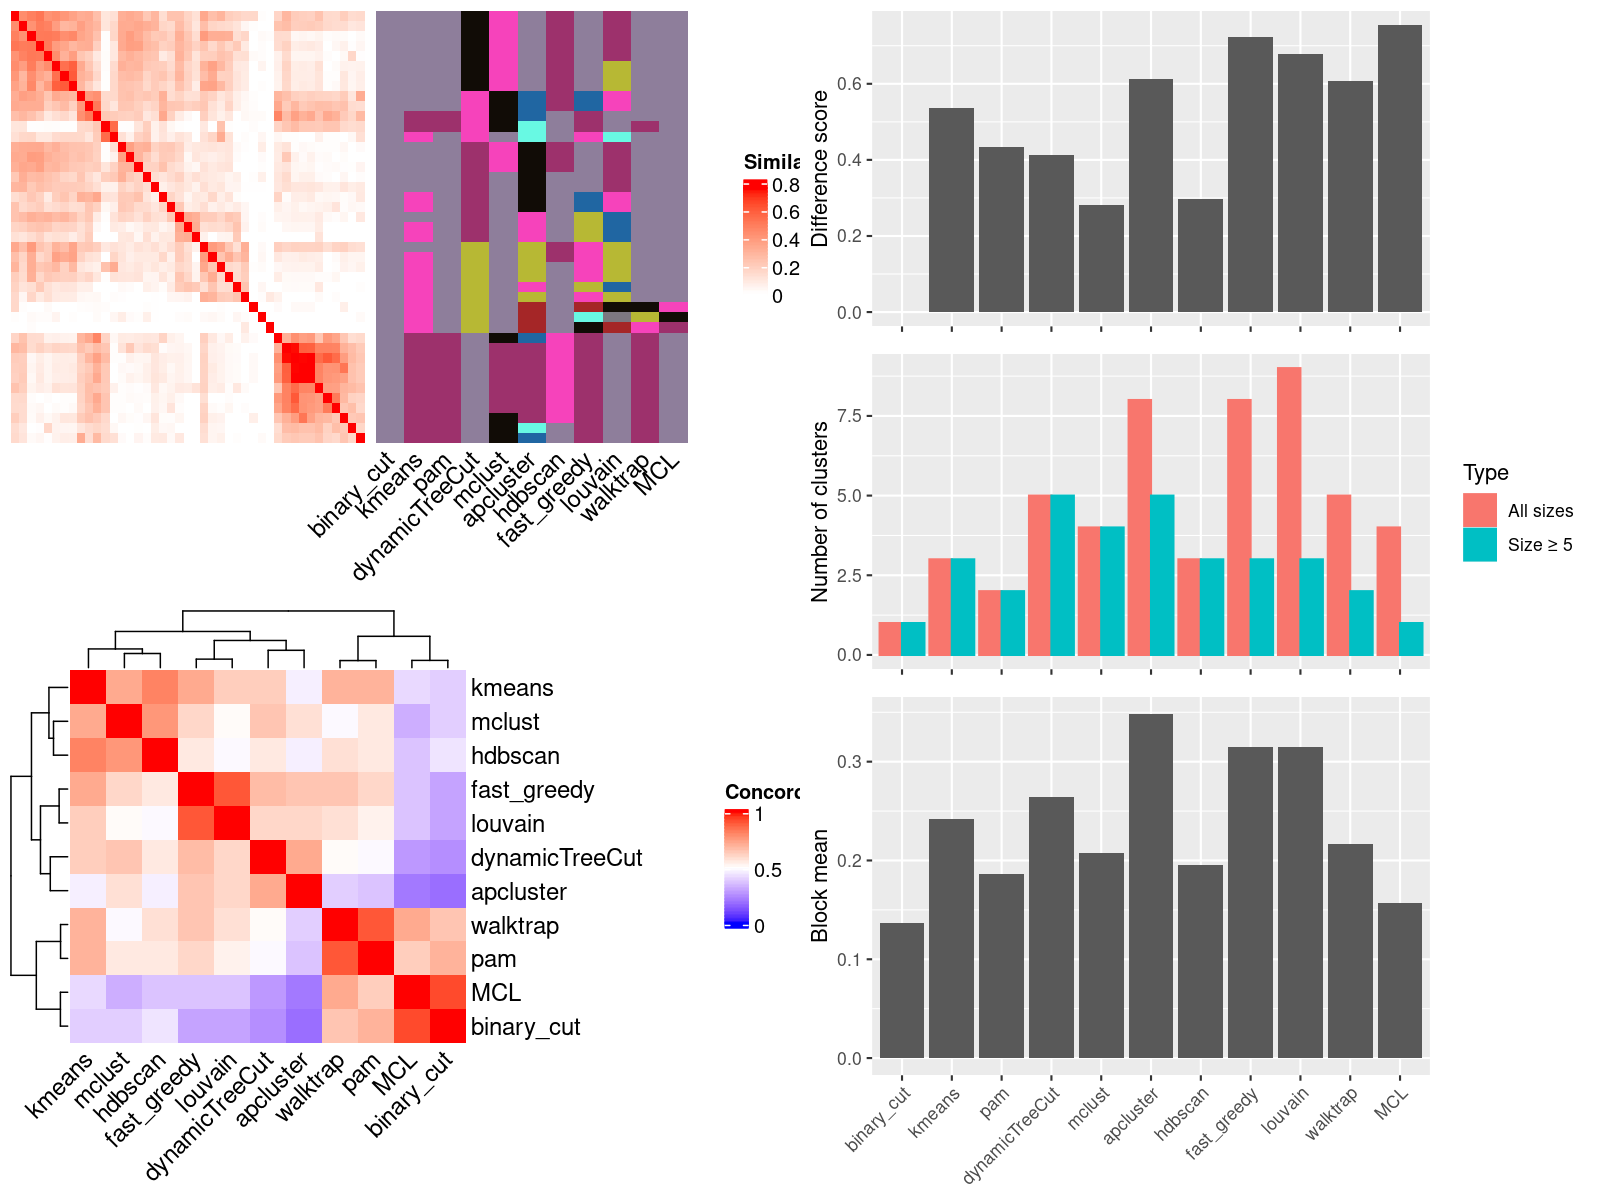 Simila
0.8
0.6
0.4
0.2
0
binary_cut
kmeans
pam
dynamicTreeCut
mclust
apcluster
hdbscan
fast_greedy
louvain
walktrap
MCL
kmeans
mclust
hdbscan
fast_greedy
louvain
dynamicTreeCut
apcluster
walktrap
pam
MCL
binary_cut
kmeans
mclust
hdbscan
fast_greedy
louvain
dynamicTreeCut
apcluster
walktrap
pam
MCL
binary_cut
Concord
1
0.5
0
Difference score
0.6
0.4
0.2
0.0
Number of clusters
7.5
5.0
2.5
0.0
Type
All sizes
Size ≥ 5
Block mean
0.3
0.2
0.1
0.0
binary_cut
kmeans
pam
dynamicTreeCut
mclust
apcluster
hdbscan
fast_greedy
louvain
walktrap
MCL